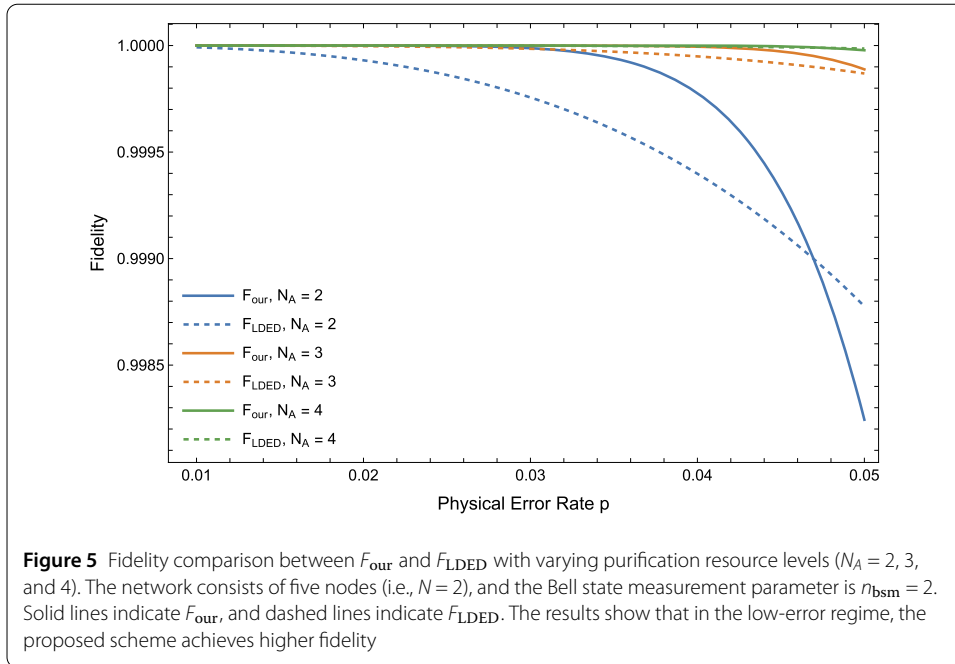 1.0000
0.9995
0.9990
0.9985
Fidelity
F_our, N_A = 2
F_LDED, N_A = 2
F_our, N_A = 3
F_LDED, N_A = 3
F_our, N_A = 4
F_LDED, N_A = 4
0.01 0.02 0.03 0.04 0.05
Physical Error Rate p
Figure 5 Fidelity comparison between F_our and F_LDED with varying purification resource levels (N_A = 2, 3,
and 4). The network consists of five nodes (i.e., N = 2), and the Bell state measurement parameter is n_bsm = 2.
Solid lines indicate F_our, and dashed lines indicate F_LDED. The results show that in the low-error regime, the
proposed scheme achieves higher fidelity